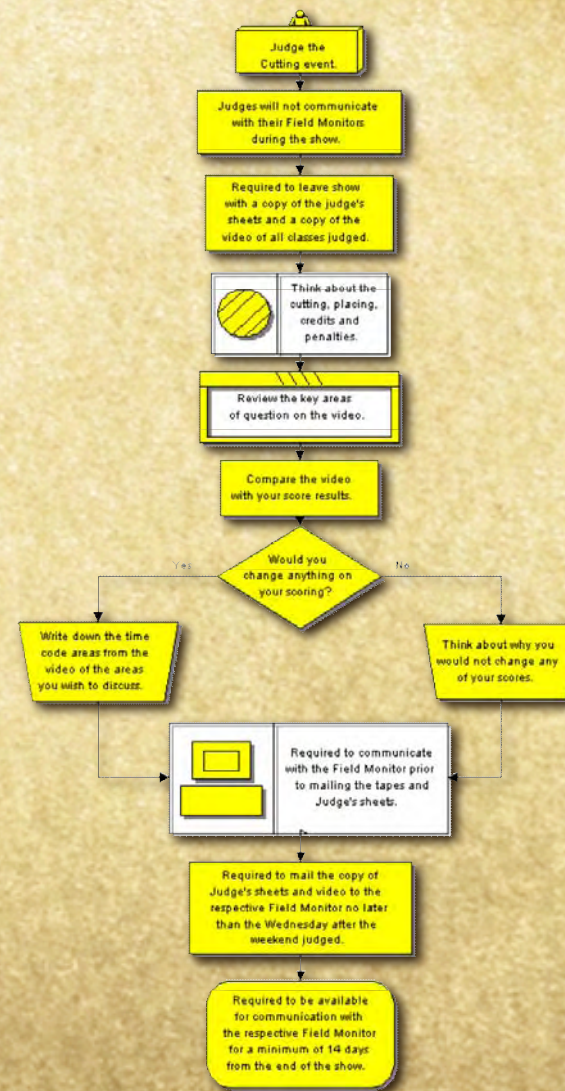 Judge the
Cutting event.
Judges will not communicate
with their Field Monitors
during the show.
Required to leave show
with a copy of the judge's
sheets and a copy of the
video of all classes judged.
Think about the
cutting, placing,
credits and
penalties.
Review the key areas
of question on the video.
Compare the video
with your score results.
Would you
change anything on
your scoring?
Yes
No
Write down the time
code areas from the
video of the areas
you wish to discuss.
Think about why you
would not change any
of your scores.
Required to communicate
with the Field Monitor prior
to mailing the tapes and
Judge's sheets.
Required to mail the copy of
Judge's sheets and video to the
respective Field Monitor no later
than the Wednesday after the
weekend judged.
Required to be available
for communication with
the respective Field Monitor
for a minimum of 14 days
from the end of the show.